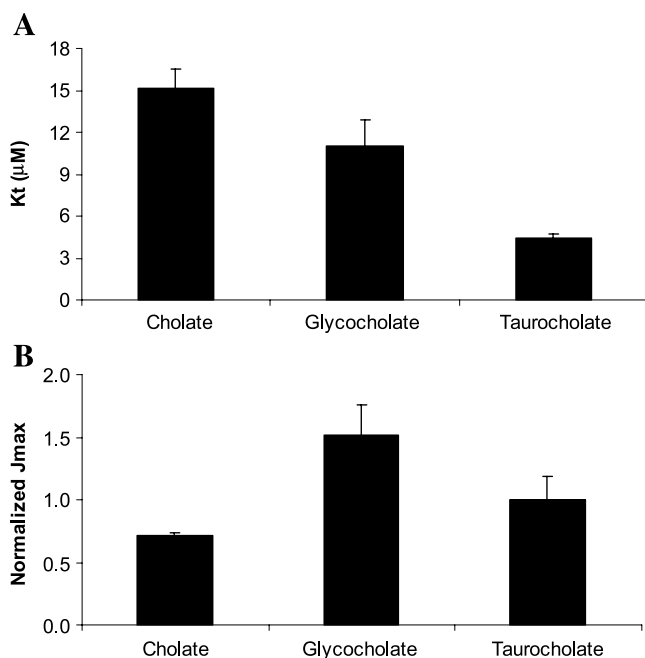 A
18
15
12
9
6
3
0
Kt (μM)
Cholate Glycocholate Taurocholate
B
2.0
1.5
1.0
0.5
0.0
Normalized Jmax
Cholate Glycocholate Taurocholate